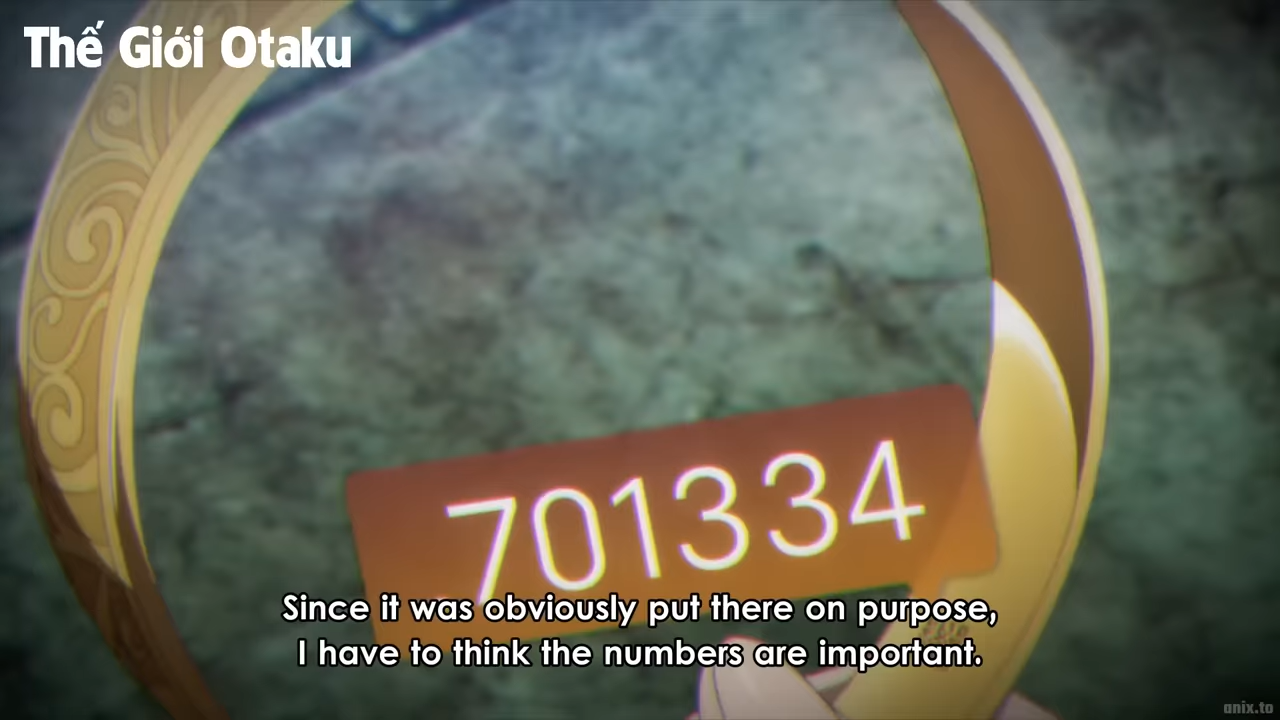 Thế Giới Otaku
701334
Since it was obviously put there on purpose,
I have to think the numbers are important.
anix.to